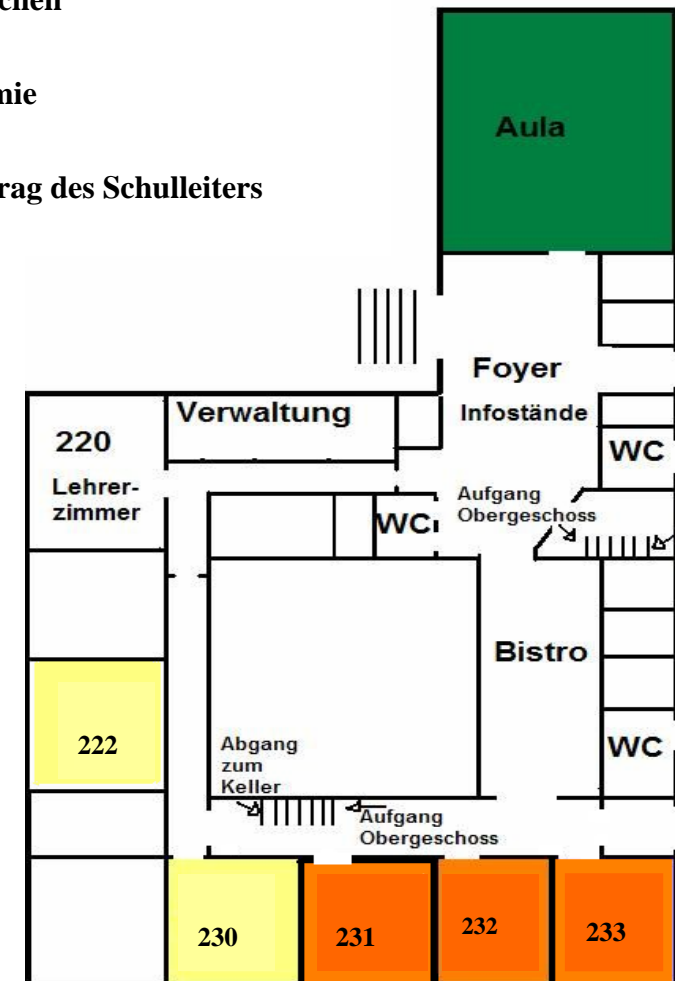 chen
mie
rag des Schulleiters
Aula
Foyer
Infostände
Verwaltung
220
Lehrer-
zimmer
WC
Aufgang
Obergeschoss
WC
Bistro
222
Abgang
zum
Keller
WC
Aufgang
Obergeschoss
230
231
232
233